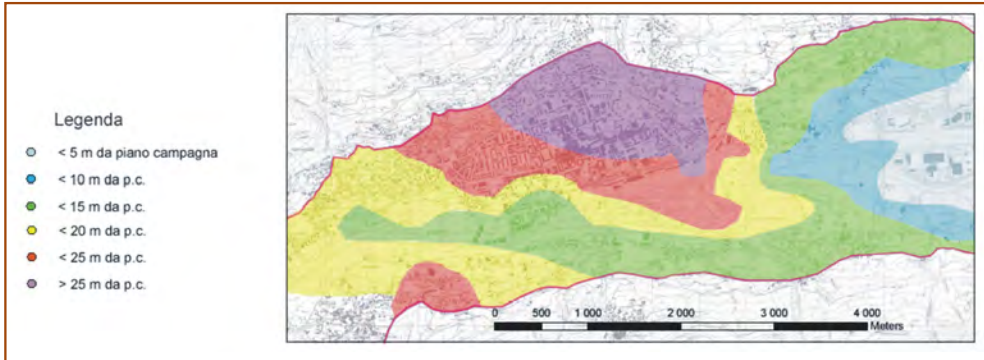 Legenda
< 5 m da piano campagna
< 10 m da p.c.
< 15 m da p.c.
< 20 m da p.c.
< 25 m da p.c.
> 25 m da p.c.
0 500 1 000 2 000 3 000 4 000
Meters